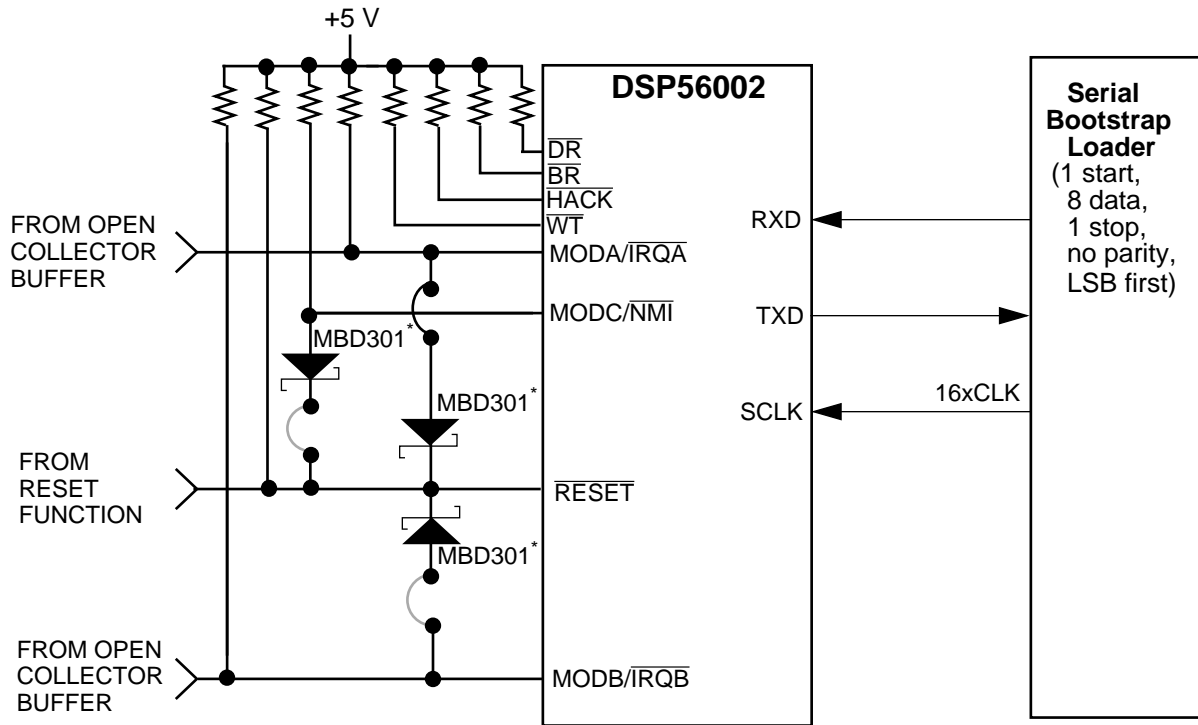 +5 V
DSP56002
DR
BR
HACK
WT
MODA/IRQA
MODC/NMI
RESET
MODB/IRQB
RXD
TXD
SCLK
16xCLK
Serial
Bootstrap
Loader
(1 start,
8 data,
1 stop,
no parity,
LSB first)
FROM OPEN
COLLECTOR
BUFFER
MBD301*
MBD301*
FROM
RESET
FUNCTION
MBD301*
FROM OPEN
COLLECTOR
BUFFER